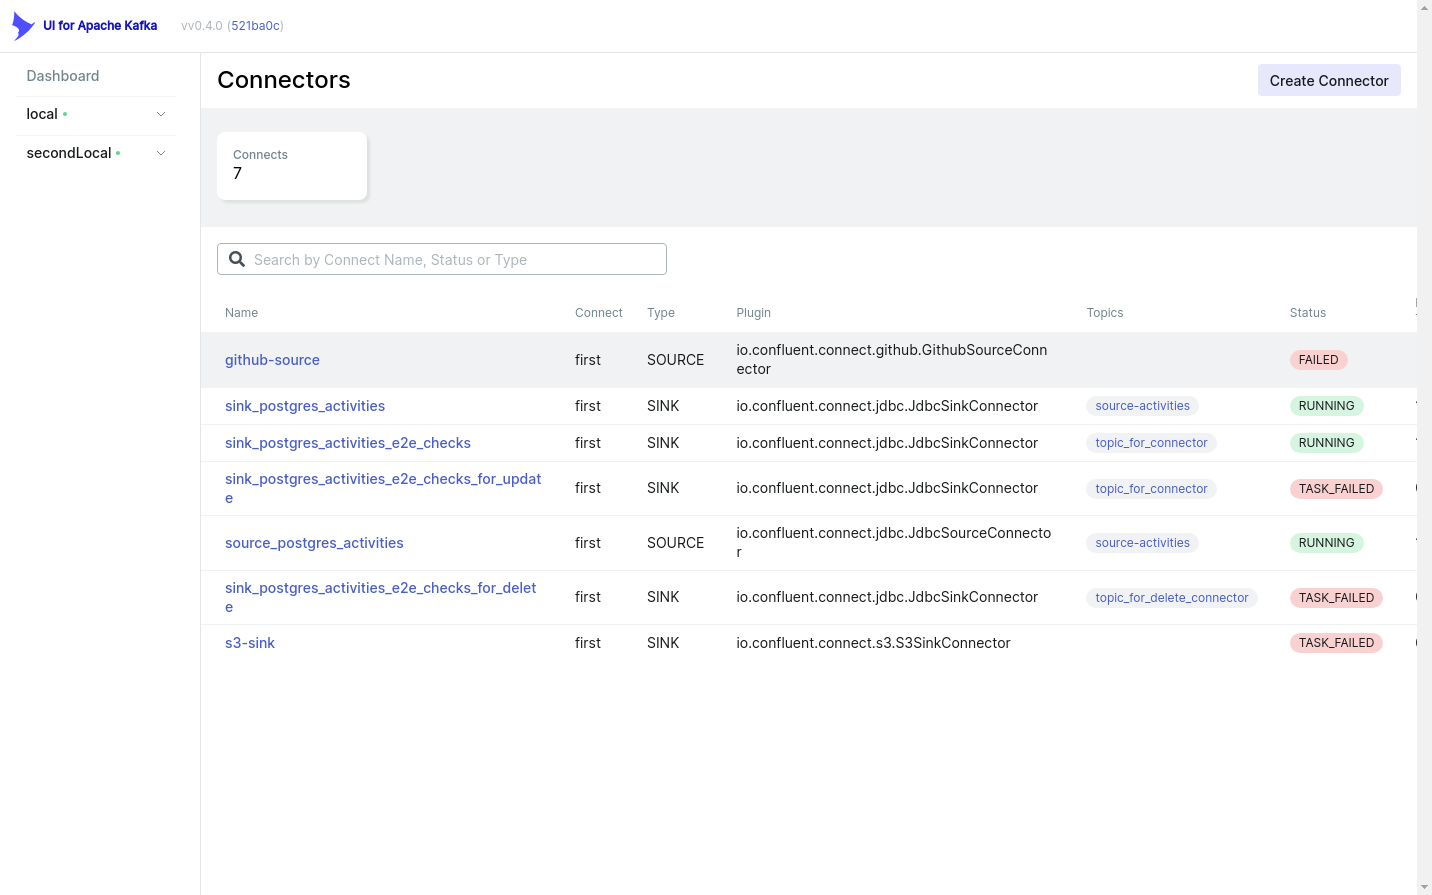 UI for Apache Kafka
vv0.4.0 (521ba0c)
Dashboard
local
secondLocal
Connectors
Create Connector
Connects
7
Search by Connect Name, Status or Type
Name Connect Type Plugin Topics Status
github-source first SOURCE io.confluent.connect.github.GithubSourceConn
ector
FAILED
sink_postgres_activities first SINK io.confluent.connect.jdbc.JdbcSinkConnector source-activities RUNNING
sink_postgres_activities_e2e_checks first SINK io.confluent.connect.jdbc.JdbcSinkConnector topic_for_connector RUNNING
sink_postgres_activities_e2e_checks_for_updat
e
first SINK io.confluent.connect.jdbc.JdbcSinkConnector topic_for_connector TASK_FAILED
source_postgres_activities first SOURCE io.confluent.connect.jdbc.JdbcSourceConnecto
r
source-activities RUNNING
sink_postgres_activities_e2e_checks_for_delet
e
first SINK io.confluent.connect.jdbc.JdbcSinkConnector topic_for_delete_connector TASK_FAILED
s3-sink first SINK io.confluent.connect.s3.S3SinkConnector TASK_FAILED